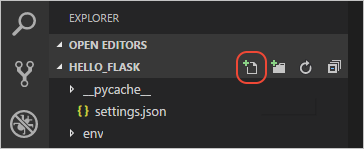 EXPLORER
OPEN EDITORS
HELLO_FLASK
__pycache__
{ } settings.json
env